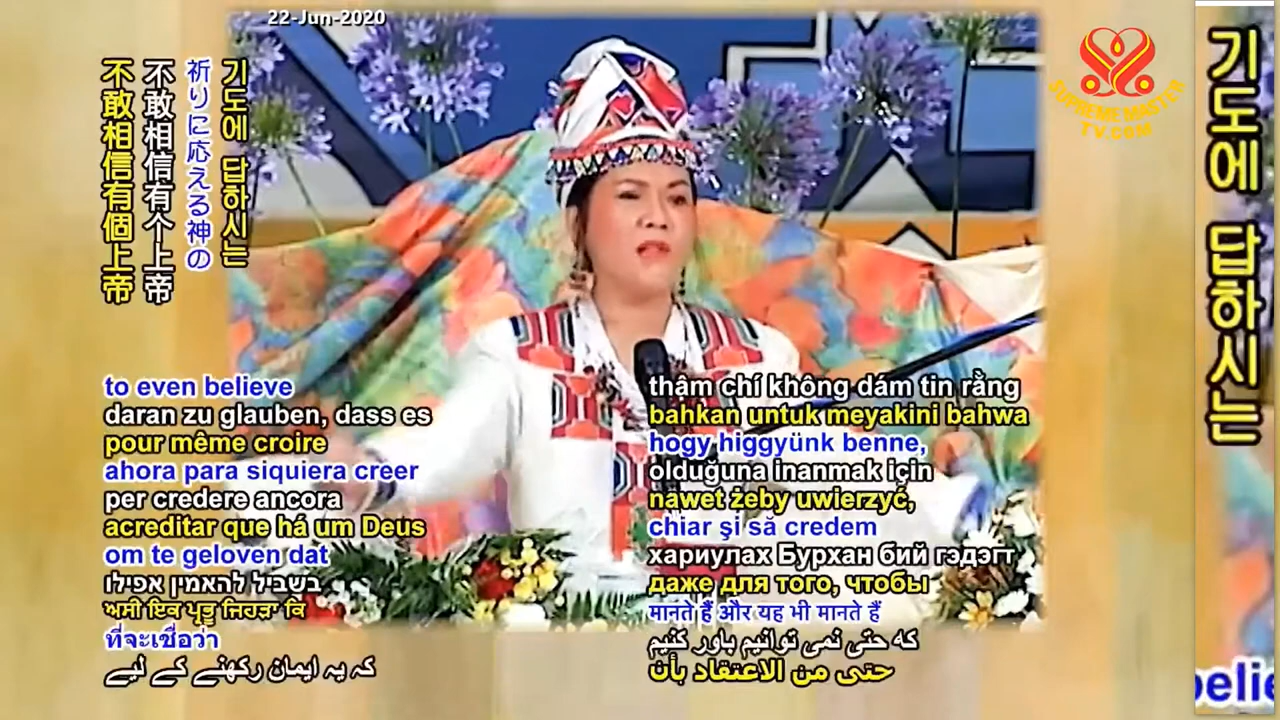 22-Jun-2020
SUPREME MASTER
TV.COM
기도에 답하시는
祈りに応える神の
不敢相信有个上帝
不敢相信有個上帝
to even believe
daran zu glauben, dass es
pour même croire
ahora para siquiera creer
per credere ancora
acreditar que há um Deus
om te geloven dat
בשביל להאמין אפילו
ਅਸੀ ਇਕ ਪ੍ਰਭੂ ਜਿਹੜਾ ਕਿ
ที่จะเชื่อว่า
کہ یہ ایمان رکھنے کے لیے
thậm chí không dám tin rằng
bahkan untuk meyakini bahwa
hogy higgyünk benne,
olduğuna inanmak için
nawet żeby uwierzyć,
chiar şi să credem
хариулах Бурхан бий гэдэгт
даже для того, чтобы
मानते हैं और यह भी मानते हैं
که حتی نمی توانیم باور کنیم
حتى من الاعتقاد بأن
기도에 답하시는
belie